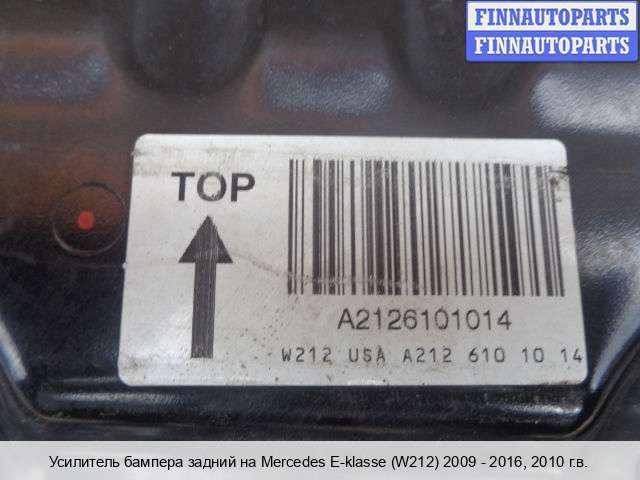 FINNAUTOPARTS
FINNAUTOPARTS
TOP
A2126101014
W212 USA A212 610 10 14
Усилитель бампера задний на Mercedes E-klasse (W212) 2009 - 2016, 2010 г.в.